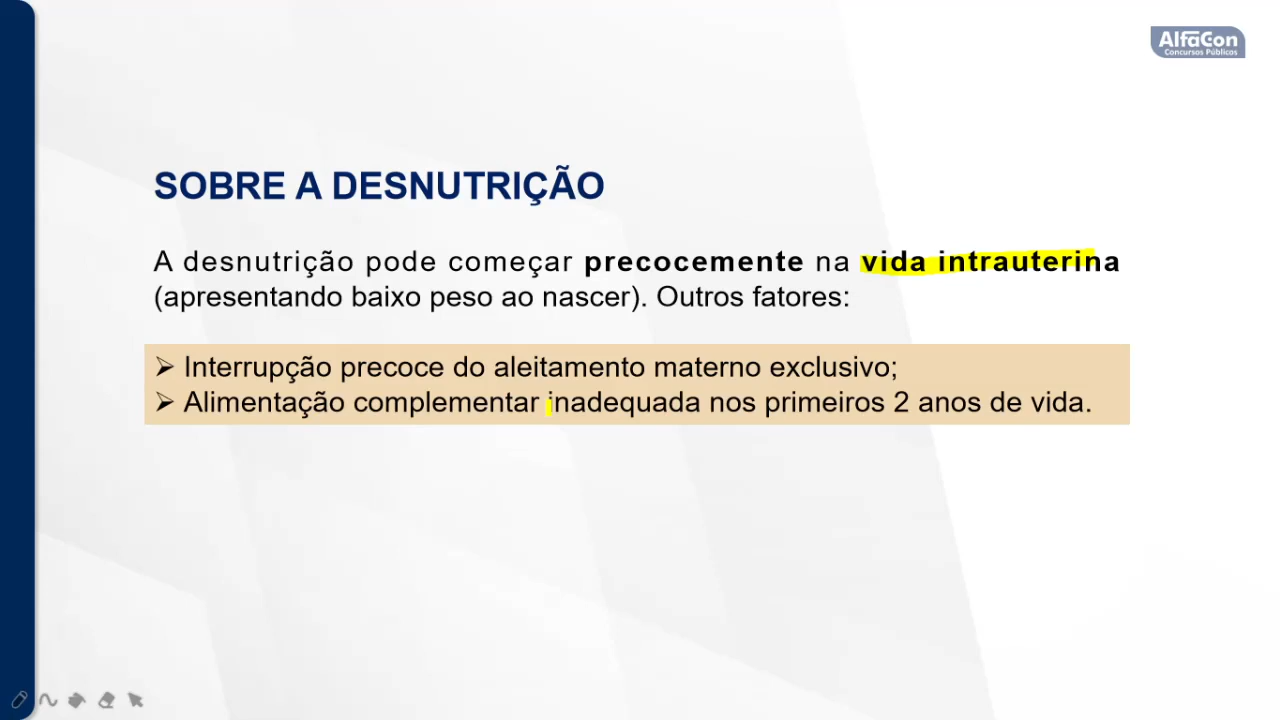 AlfaCon
Concursos Públicos
SOBRE A DESNUTRIÇÃO
A desnutrição pode começar precocemente na vida intrauterina
(apresentando baixo peso ao nascer). Outros fatores:
➢ Interrupção precoce do aleitamento materno exclusivo;
➢ Alimentação complementar inadequada nos primeiros 2 anos de vida.